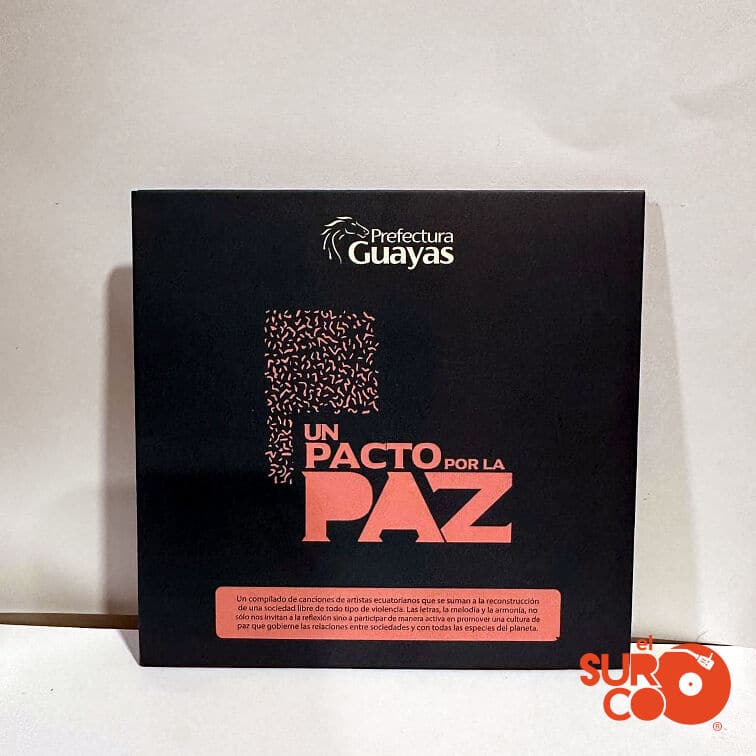 Prefectura
Guayas
UN
PACTO POR LA
PAZ
Un compilado de canciones de artistas ecuatorianos que se suman a la reconstrucción
de una sociedad libre de todo tipo de violencia. Las letras, la melodía y la armonía, no
sólo nos invitan a la reflexión sino a participar de manera activa en promover una cultura de
paz que gobierne las relaciones entre sociedades y con todas las especies del planeta.
el
SURCO
®